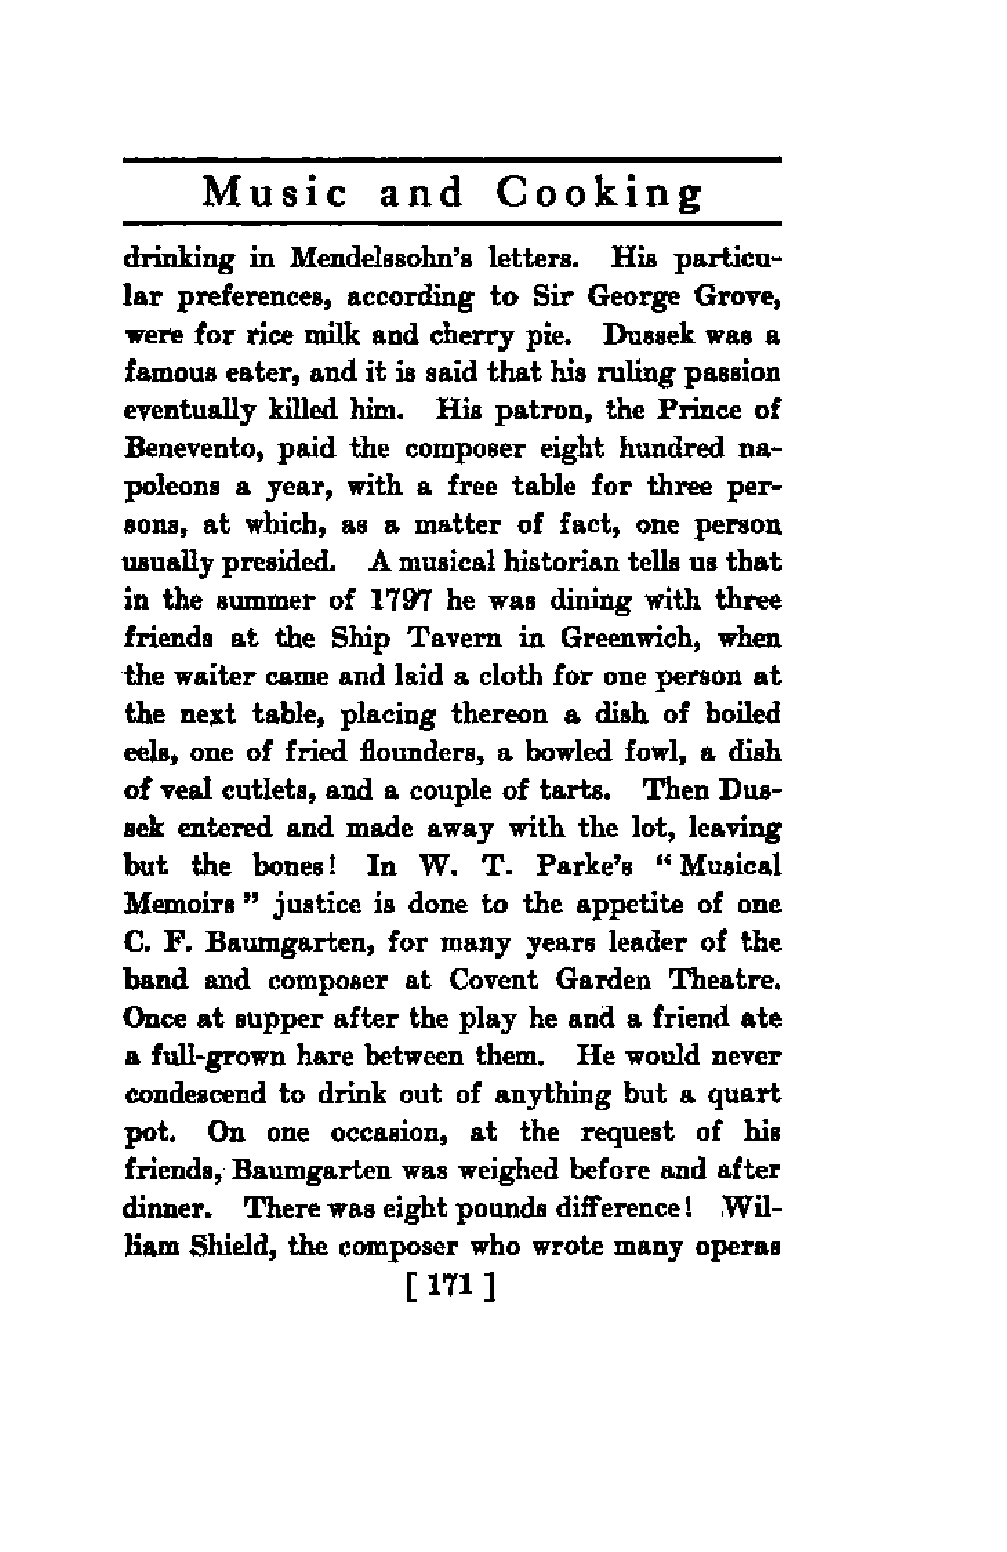 Music and Cooking
drinking in Mendelssohn's letters. His particu-
lar preferences, according to Sir George Grove,
were for rice milk and cherry pie. Dussek was a
famous eater, and it is said that his ruling passion
eventually killed him. His patron, the Prince of
Benevento, paid the composer eight hundred na-
poleons a year, with a free table for three per-
sons, at which, as a matter of fact, one person
usually presided. A musical historian tells us that
in the summer of 1797 he was dining with three
friends at the Ship Tavern in Greenwich, when
the waiter came and laid a cloth for one person at
the next table, placing thereon a dish of boiled
eels, one of fried flounders, a bowled fowl, a dish
of veal cutlets, and a couple of tarts. Then Dus-
sek entered and made away with the lot, leaving
but the bones! In W. T. Parke's "Musical
Memoirs" justice is done to the appetite of one
C. F. Baumgarten, for many years leader of the
band and composer at Covent Garden Theatre.
Once at supper after the play he and a friend ate
a full-grown hare between them. He would never
condescend to drink out of anything but a quart
pot. On one occasion, at the request of his
friends, Baumgarten was weighed before and after
dinner. There was eight pounds difference! Wil-
liam Shield, the composer who wrote many operas
[ 171 ]